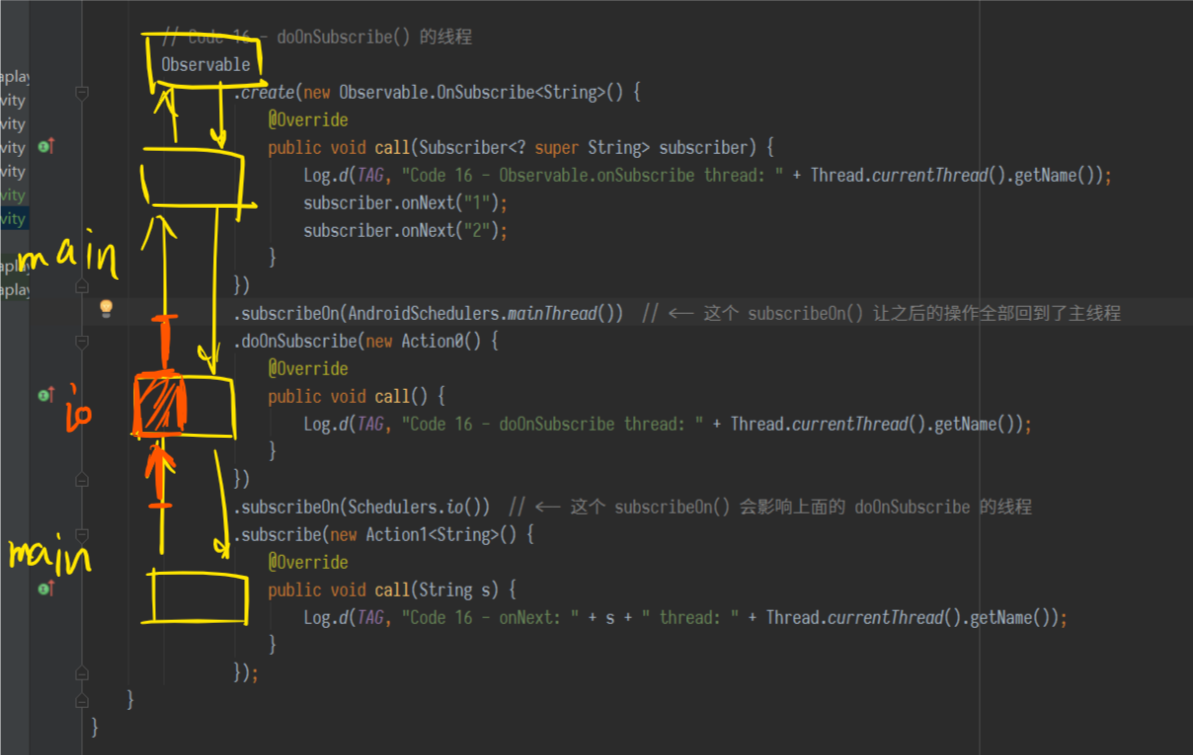 // Code 16 - doOnSubscribe() 的线程
Observable
.create(new Observable.OnSubscribe<String>() {
@Override
public void call(Subscriber<? super String> subscriber) {
Log.d(TAG, "Code 16 - Observable.onSubscribe thread: " + Thread.currentThread().getName());
subscriber.onNext("1");
subscriber.onNext("2");
}
})
.subscribeOn(AndroidSchedulers.mainThread()) // <-- 这个 subscribeOn() 让之后的操作全部回到了主线程
.doOnSubscribe(new Action0() {
@Override
public void call() {
Log.d(TAG, "Code 16 - doOnSubscribe thread: " + Thread.currentThread().getName());
}
})
.subscribeOn(Schedulers.io()) // <-- 这个 subscribeOn() 会影响上面的 doOnSubscribe 的线程
.subscribe(new Action1<String>() {
@Override
public void call(String s) {
Log.d(TAG, "Code 16 - onNext: " + s + " thread: " + Thread.currentThread().getName());
}
});
}
}
aplay
vity
vity
vity
vity
vity
vity
aplay
aplay
main
io
main